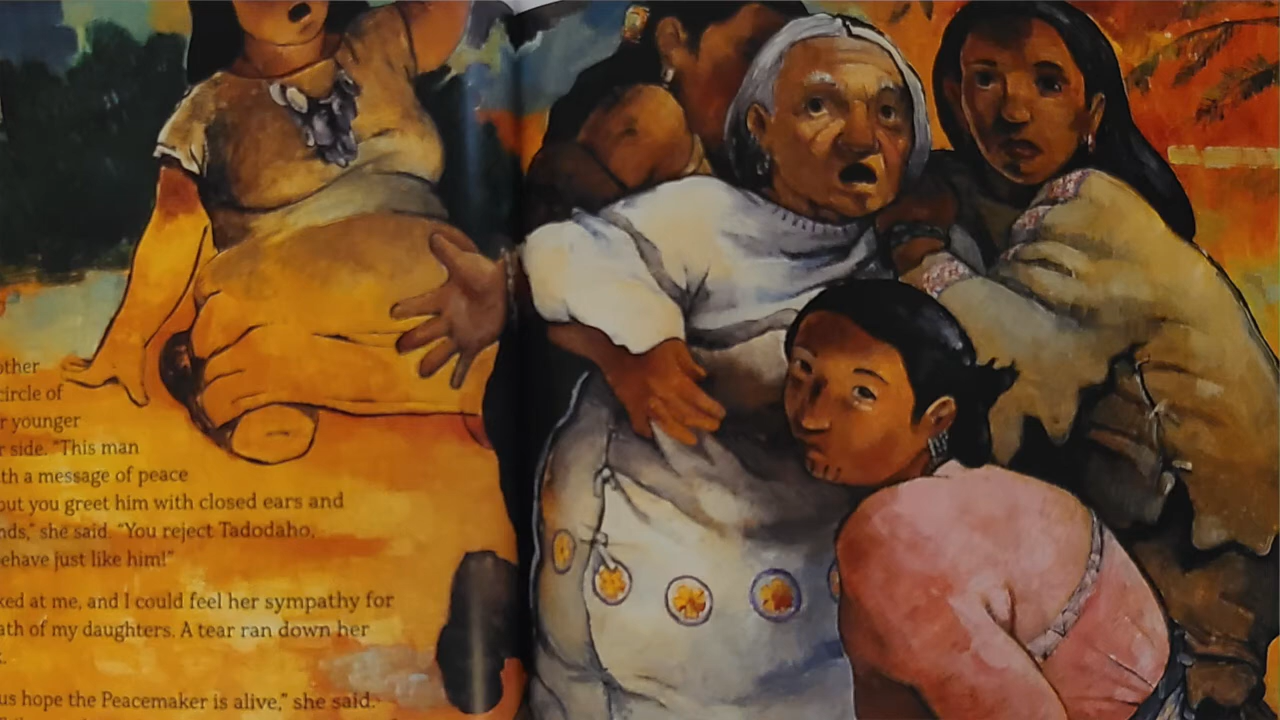 other
circle of
r younger
r side. "This man
th a message of peace
out you greet him with closed ears and
nds," she said. "You reject Tadodaho,
ehave just like him!"
ked at me, and I could feel her sympathy for
ath of my daughters. A tear ran down her
us hope the Peacemaker is alive," she said.